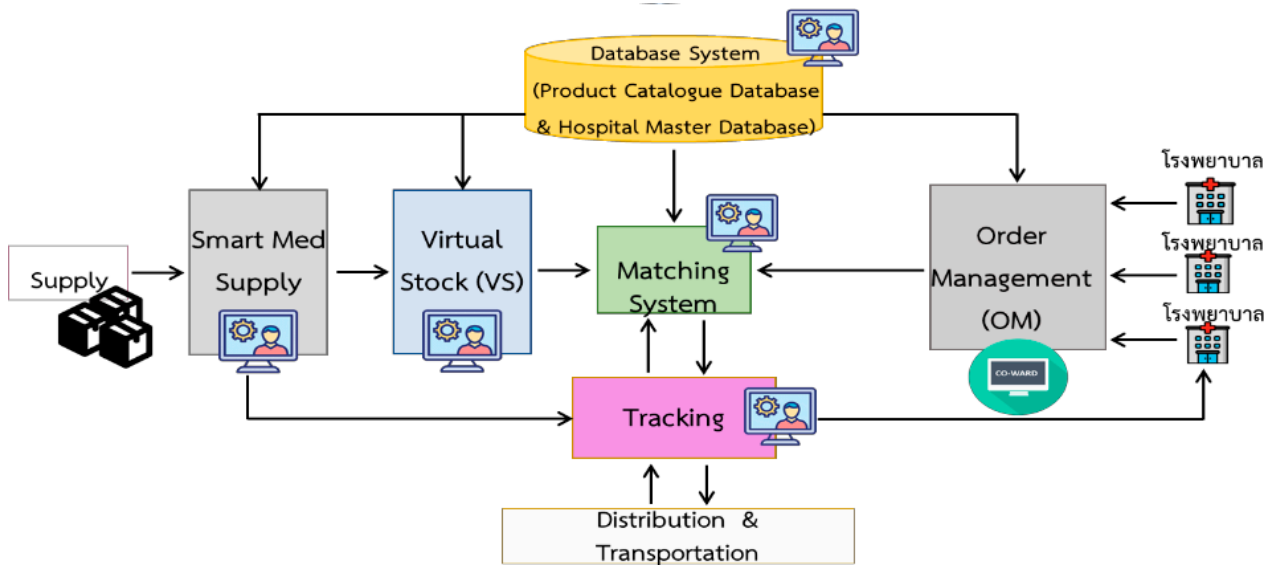 Database System
(Product Catalogue Database
& Hospital Master Database)
โรงพยาบาล
Smart Med
Supply
Virtual
Stock (VS)
Matching
System
Order
Management
(OM)
โรงพยาบาล
Supply
โรงพยาบาล
CO-WARD
Tracking
Distribution &
Transportation